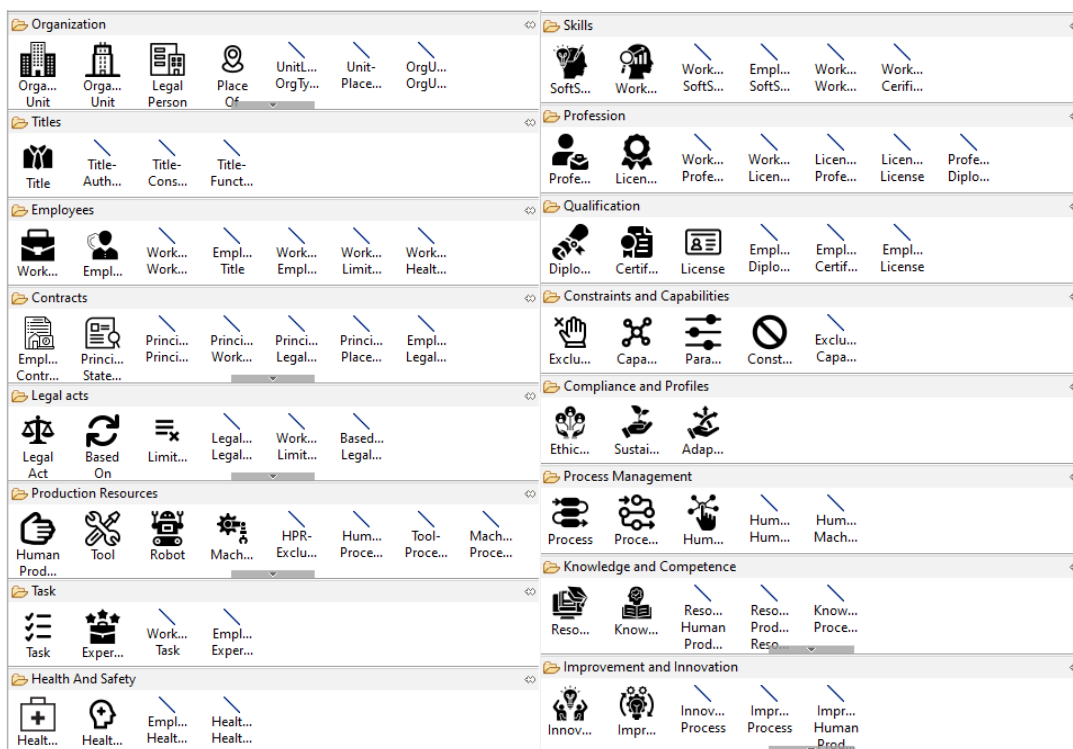 Organization
Orga... Orga... Legal Place UnitL... Unit- OrgU...
Unit Unit Person Of OrgTy... Place... OrgU...
Titles
Title Title- Title- Title-
Auth... Cons... Funct...
Employees
Work... Empl... Work... Empl... Work... Work... Work...
Work... Title Empl... Limit... Healt...
Contracts
Empl... Princi... Princi... Princi... Princi... Princi... Empl...
Contr... State... Princi... Work... Legal... Place... Legal...
Legal acts
Legal Based Limit... Legal... Work... Based...
Act On Legal... Limit... Legal...
Production Resources
Human Tool Robot Mach... HPR- Hum... Tool- Mach...
Prod... Exclu... Proce... Proce... Proce...
Task
Task Exper... Work... Empl...
Task Exper...
Health And Safety
Healt... Healt... Empl... Healt...
Healt... Healt...
Skills
SoftS... Work... Work... Empl... Work... Work...
SoftS... SoftS... Work... Cerifi...
Profession
Profe... Licen... Work... Work... Licen... Licen... Profe...
Profe... Licen... Profe... License Diplo...
Qualification
Diplo... Certif... License Empl... Empl... Empl...
Diplo... Certif... License
Constraints and Capabilities
Exclu... Capa... Para... Const... Exclu...
Capa...
Compliance and Profiles
Ethic... Sustai... Adap...
Process Management
Process Proce... Hum... Hum... Hum...
Hum... Mach...
Knowledge and Competence
Reso... Know... Reso... Reso... Know...
Human Prod... Proce...
Prod... Reso...
Improvement and Innovation
Innov... Impr... Innov... Impr... Impr...
Process Process Human
Prod...